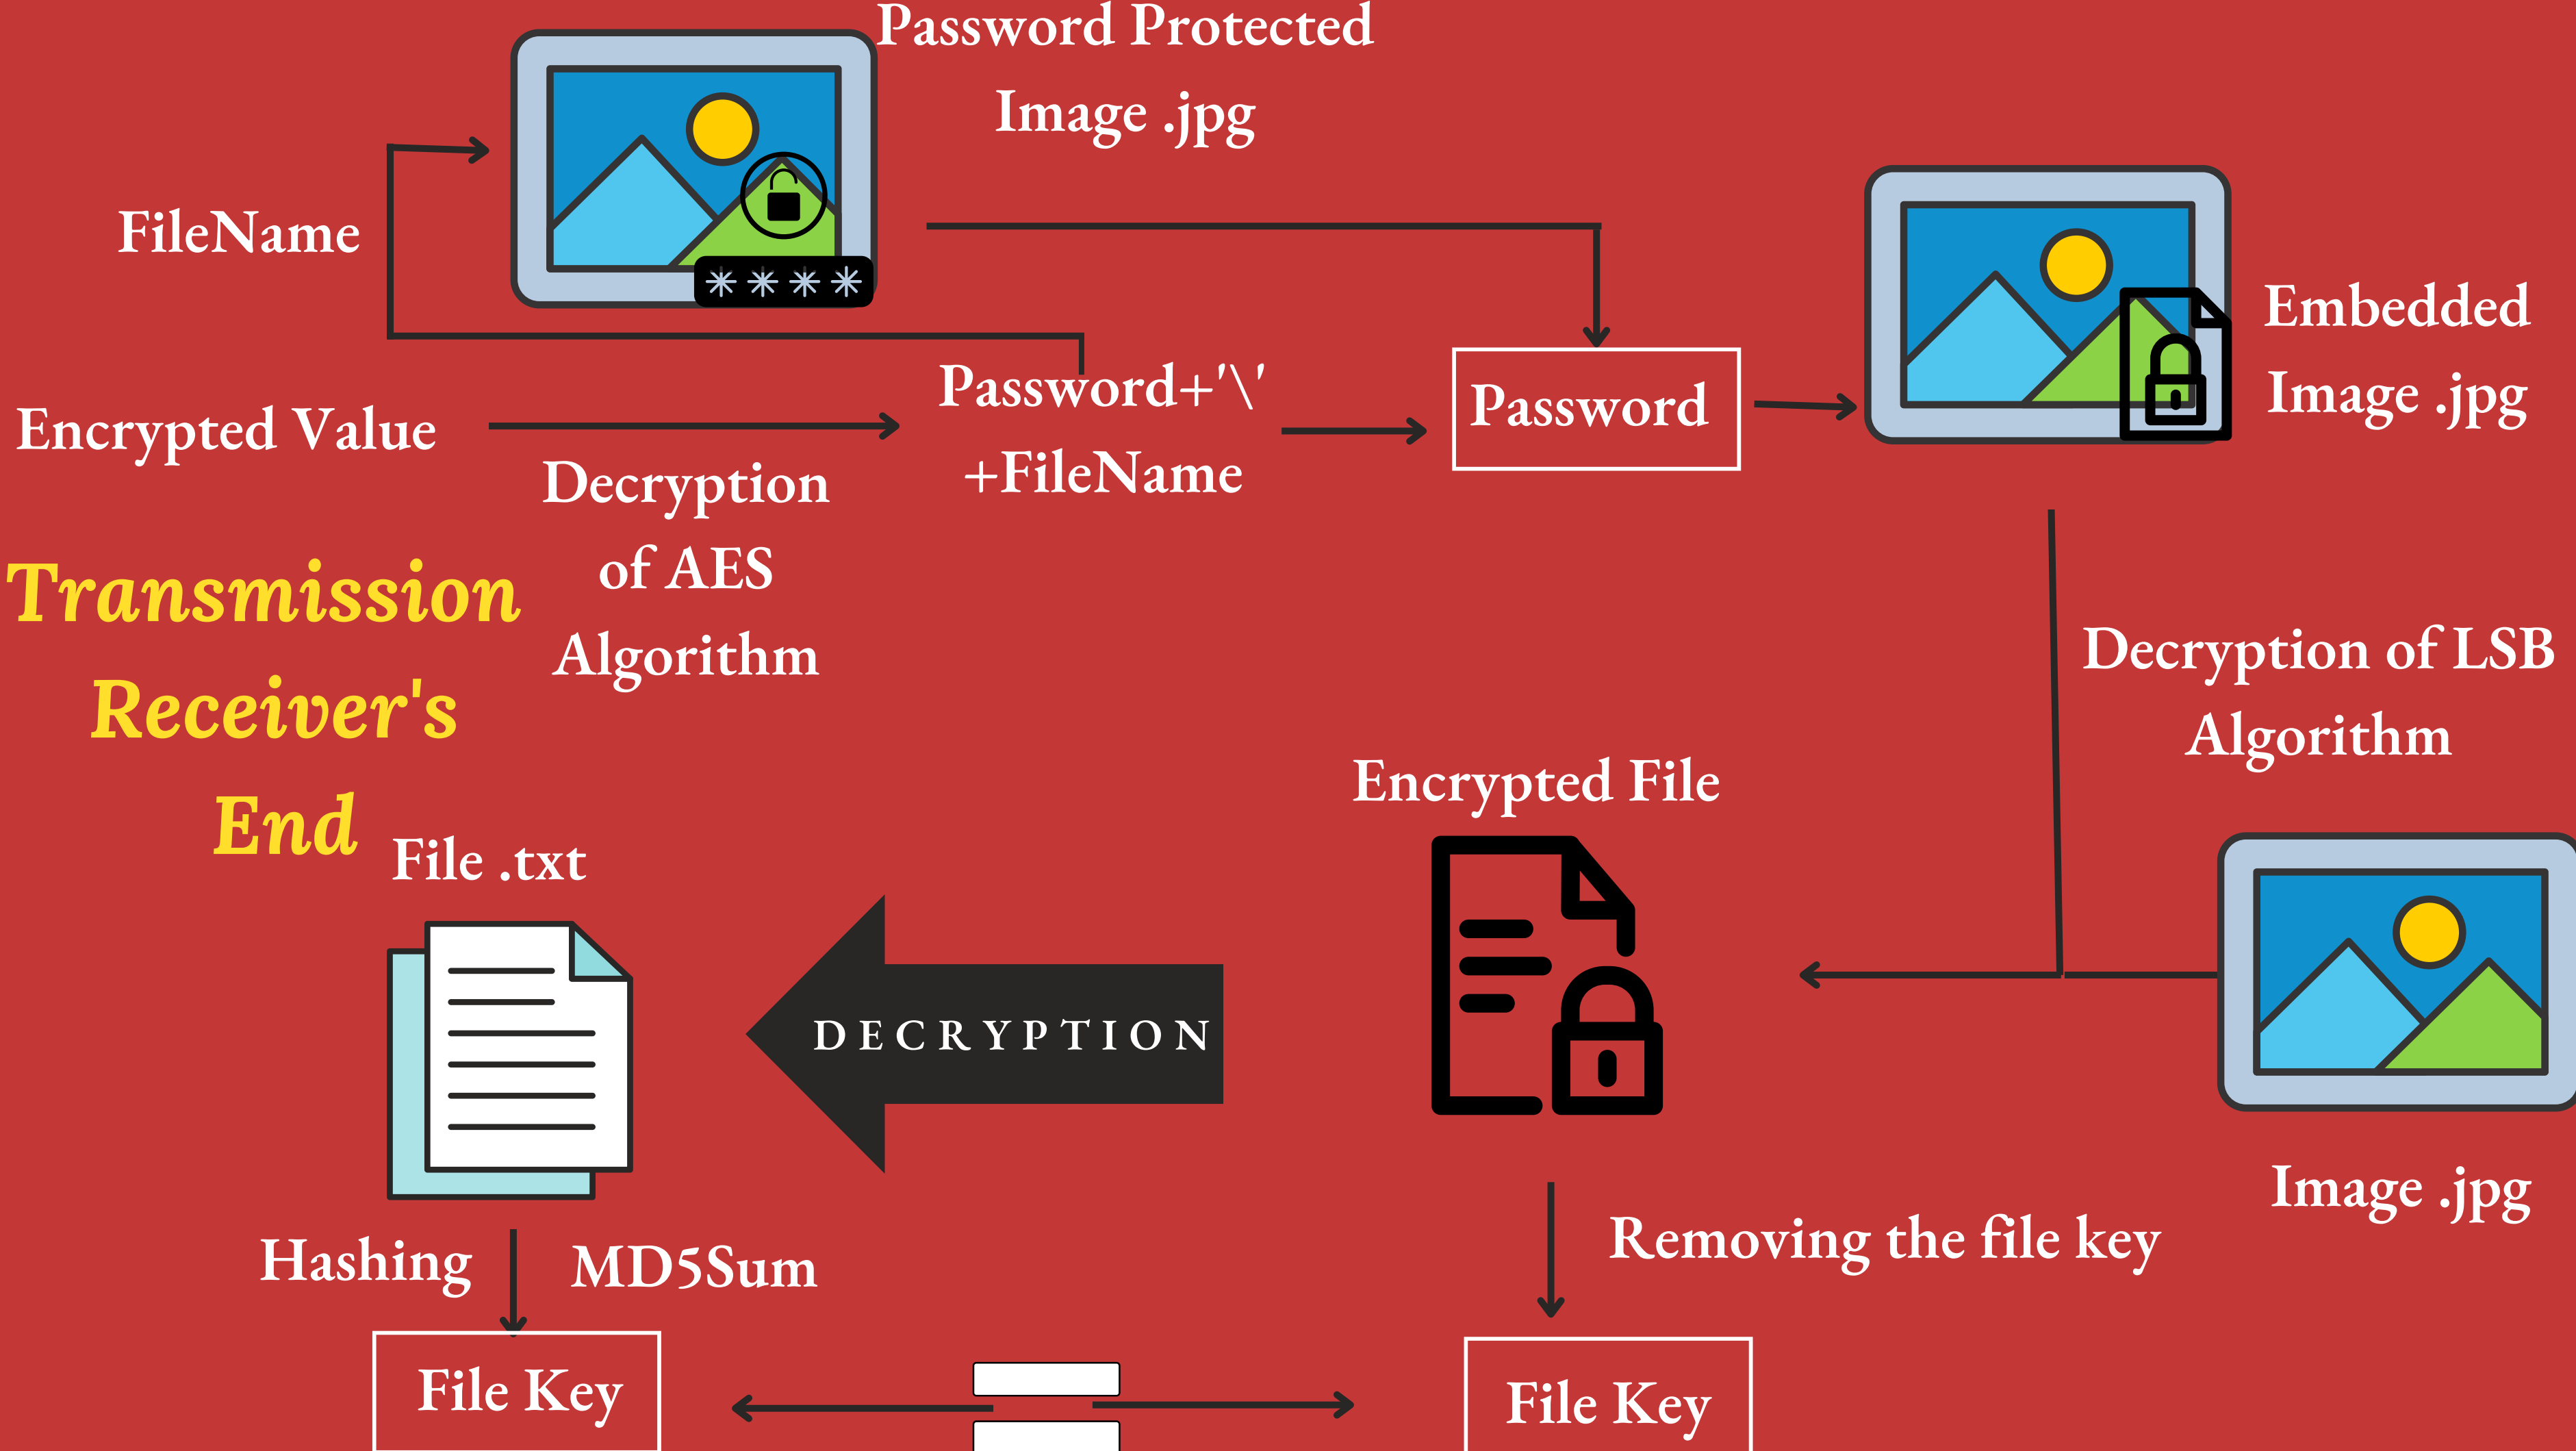 Password Protected
Image .jpg
FileName
* * * *
Encrypted Value
Decryption
of AES
Algorithm
Password+'\'
+FileName
Password
Embedded
Image .jpg
Transmission
Receiver's
End
Decryption of LSB
Algorithm
Encrypted File
File .txt
DECRYPTION
Image .jpg
Removing the file key
Hashing
MD5Sum
File Key
File Key